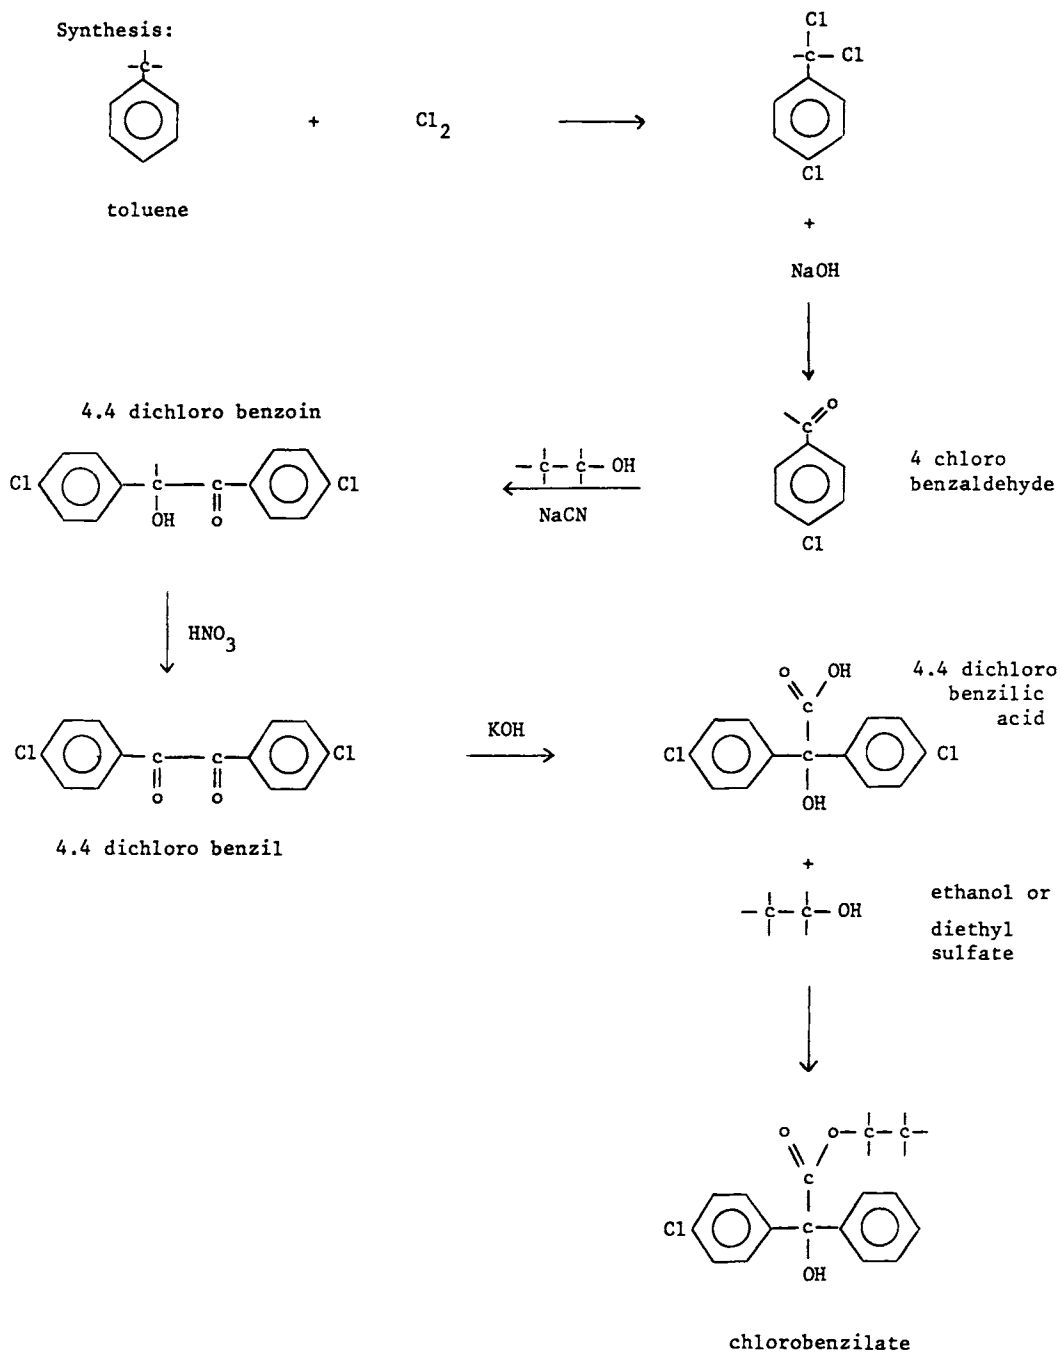 Synthesis:
-C-
toluene
+
Cl2
Cl
-C- Cl
Cl
+
NaOH
C O
Cl
4 chloro
benzaldehyde
-C-C-OH
NaCN
4.4 dichloro benzoin
Cl C C Cl
OH O
HNO3
Cl C C Cl
O O
4.4 dichloro benzil
KOH
O OH
C
Cl C Cl
OH
4.4 dichloro
benzilic
acid
+
-C-C-OH
ethanol or
diethyl
sulfate
O O-C-C-
C
Cl C
OH
chlorobenzilate